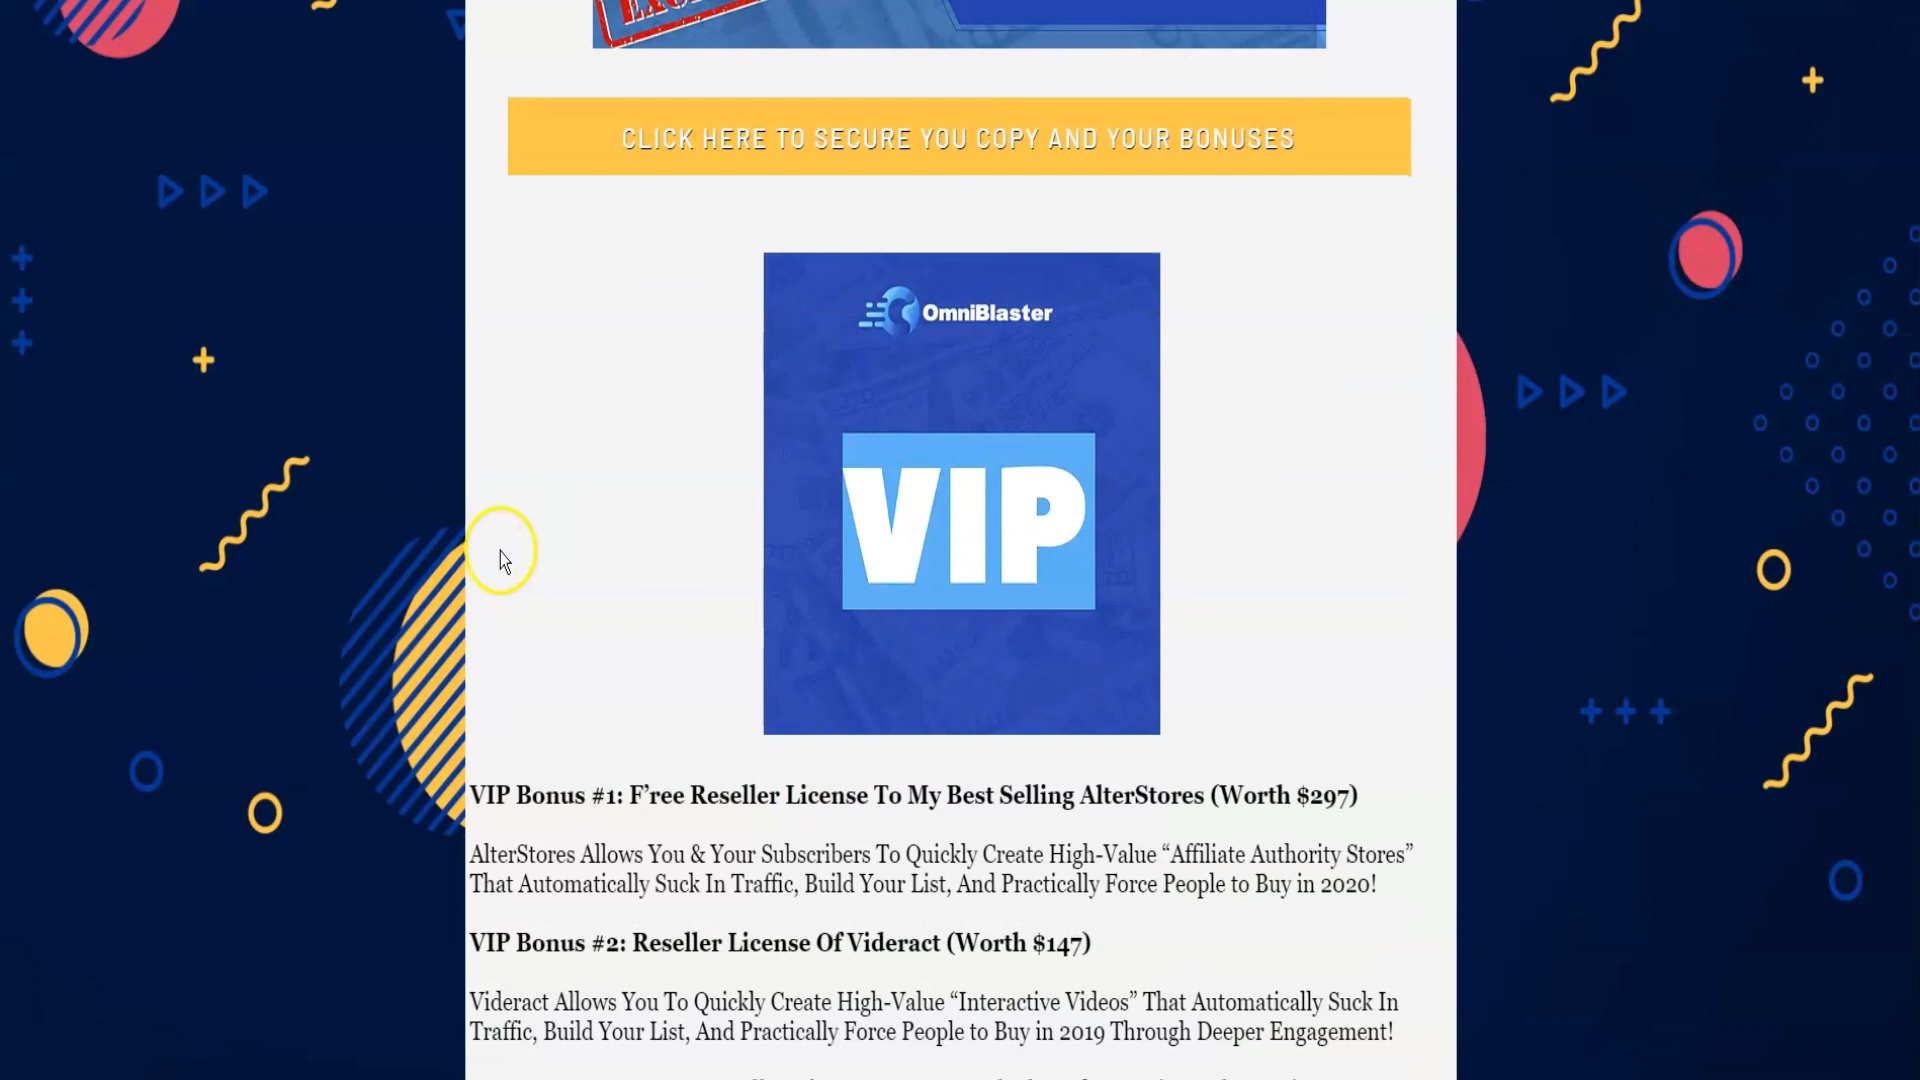 CLICK HERE TO SECURE YOU COPY AND YOUR BONUSES
OmniBlaster
VIP
VIP Bonus #1: F’ree Reseller License To My Best Selling AlterStores (Worth $297)
AlterStores Allows You & Your Subscribers To Quickly Create High-Value “Affiliate Authority Stores”
That Automatically Suck In Traffic, Build Your List, And Practically Force People to Buy in 2020!
VIP Bonus #2: Reseller License Of Videract (Worth $147)
Videract Allows You To Quickly Create High-Value “Interactive Videos” That Automatically Suck In
Traffic, Build Your List, And Practically Force People to Buy in 2019 Through Deeper Engagement!